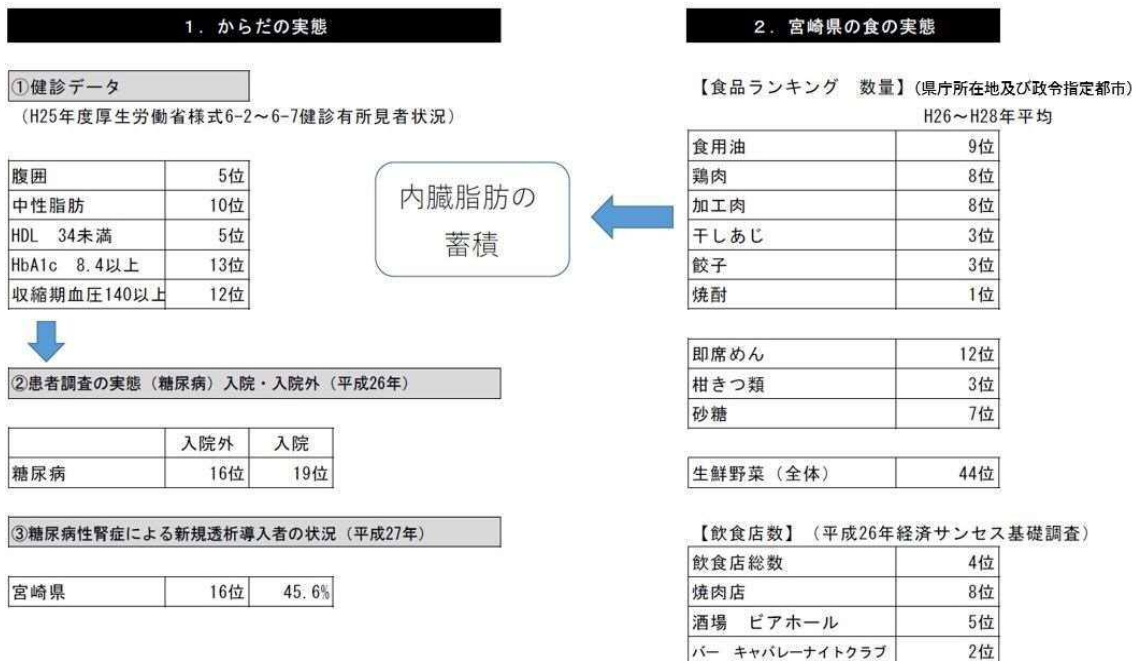 １．からだの実態
①健診データ
（H25年度厚生労働省様式6-2～6-7健診有所見者状況）
腹囲 5位
中性脂肪 10位
HDL 34未満 5位
HbA1c 8.4以上 13位
収縮期血圧140以上 12位
②患者調査の実態（糖尿病）入院・入院外（平成26年）
入院外 入院
糖尿病 16位 19位
③糖尿病性腎症による新規透析導入者の状況（平成27年）
宮崎県 16位 45.6%
内臓脂肪の
蓄積
２．宮崎県の食の実態
【食品ランキング 数量】（県庁所在地及び政令指定都市）
H26～H28年平均
食用油 9位
鶏肉 8位
加工肉 8位
干しあじ 3位
餃子 3位
焼酎 1位
即席めん 12位
柑きつ類 3位
砂糖 7位
生鮮野菜（全体） 44位
【飲食店数】（平成26年経済サンセス基礎調査）
飲食店総数 4位
焼肉店 8位
酒場 ビアホール 5位
バー キャバレーナイトクラブ 2位